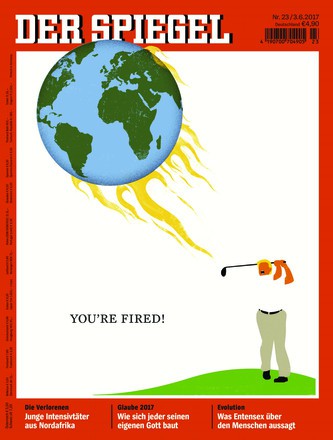 DER SPIEGEL
Nr. 23/3.6.2017
Deutschland €4,90
YOU'RE FIRED!
Die Verlorenen
Junge Intensivtäter
aus Nordafrika
Glaube 2017
Wie sich jeder seinen
eigenen Gott baut
Evolution
Was Entensex über
den Menschen aussagt